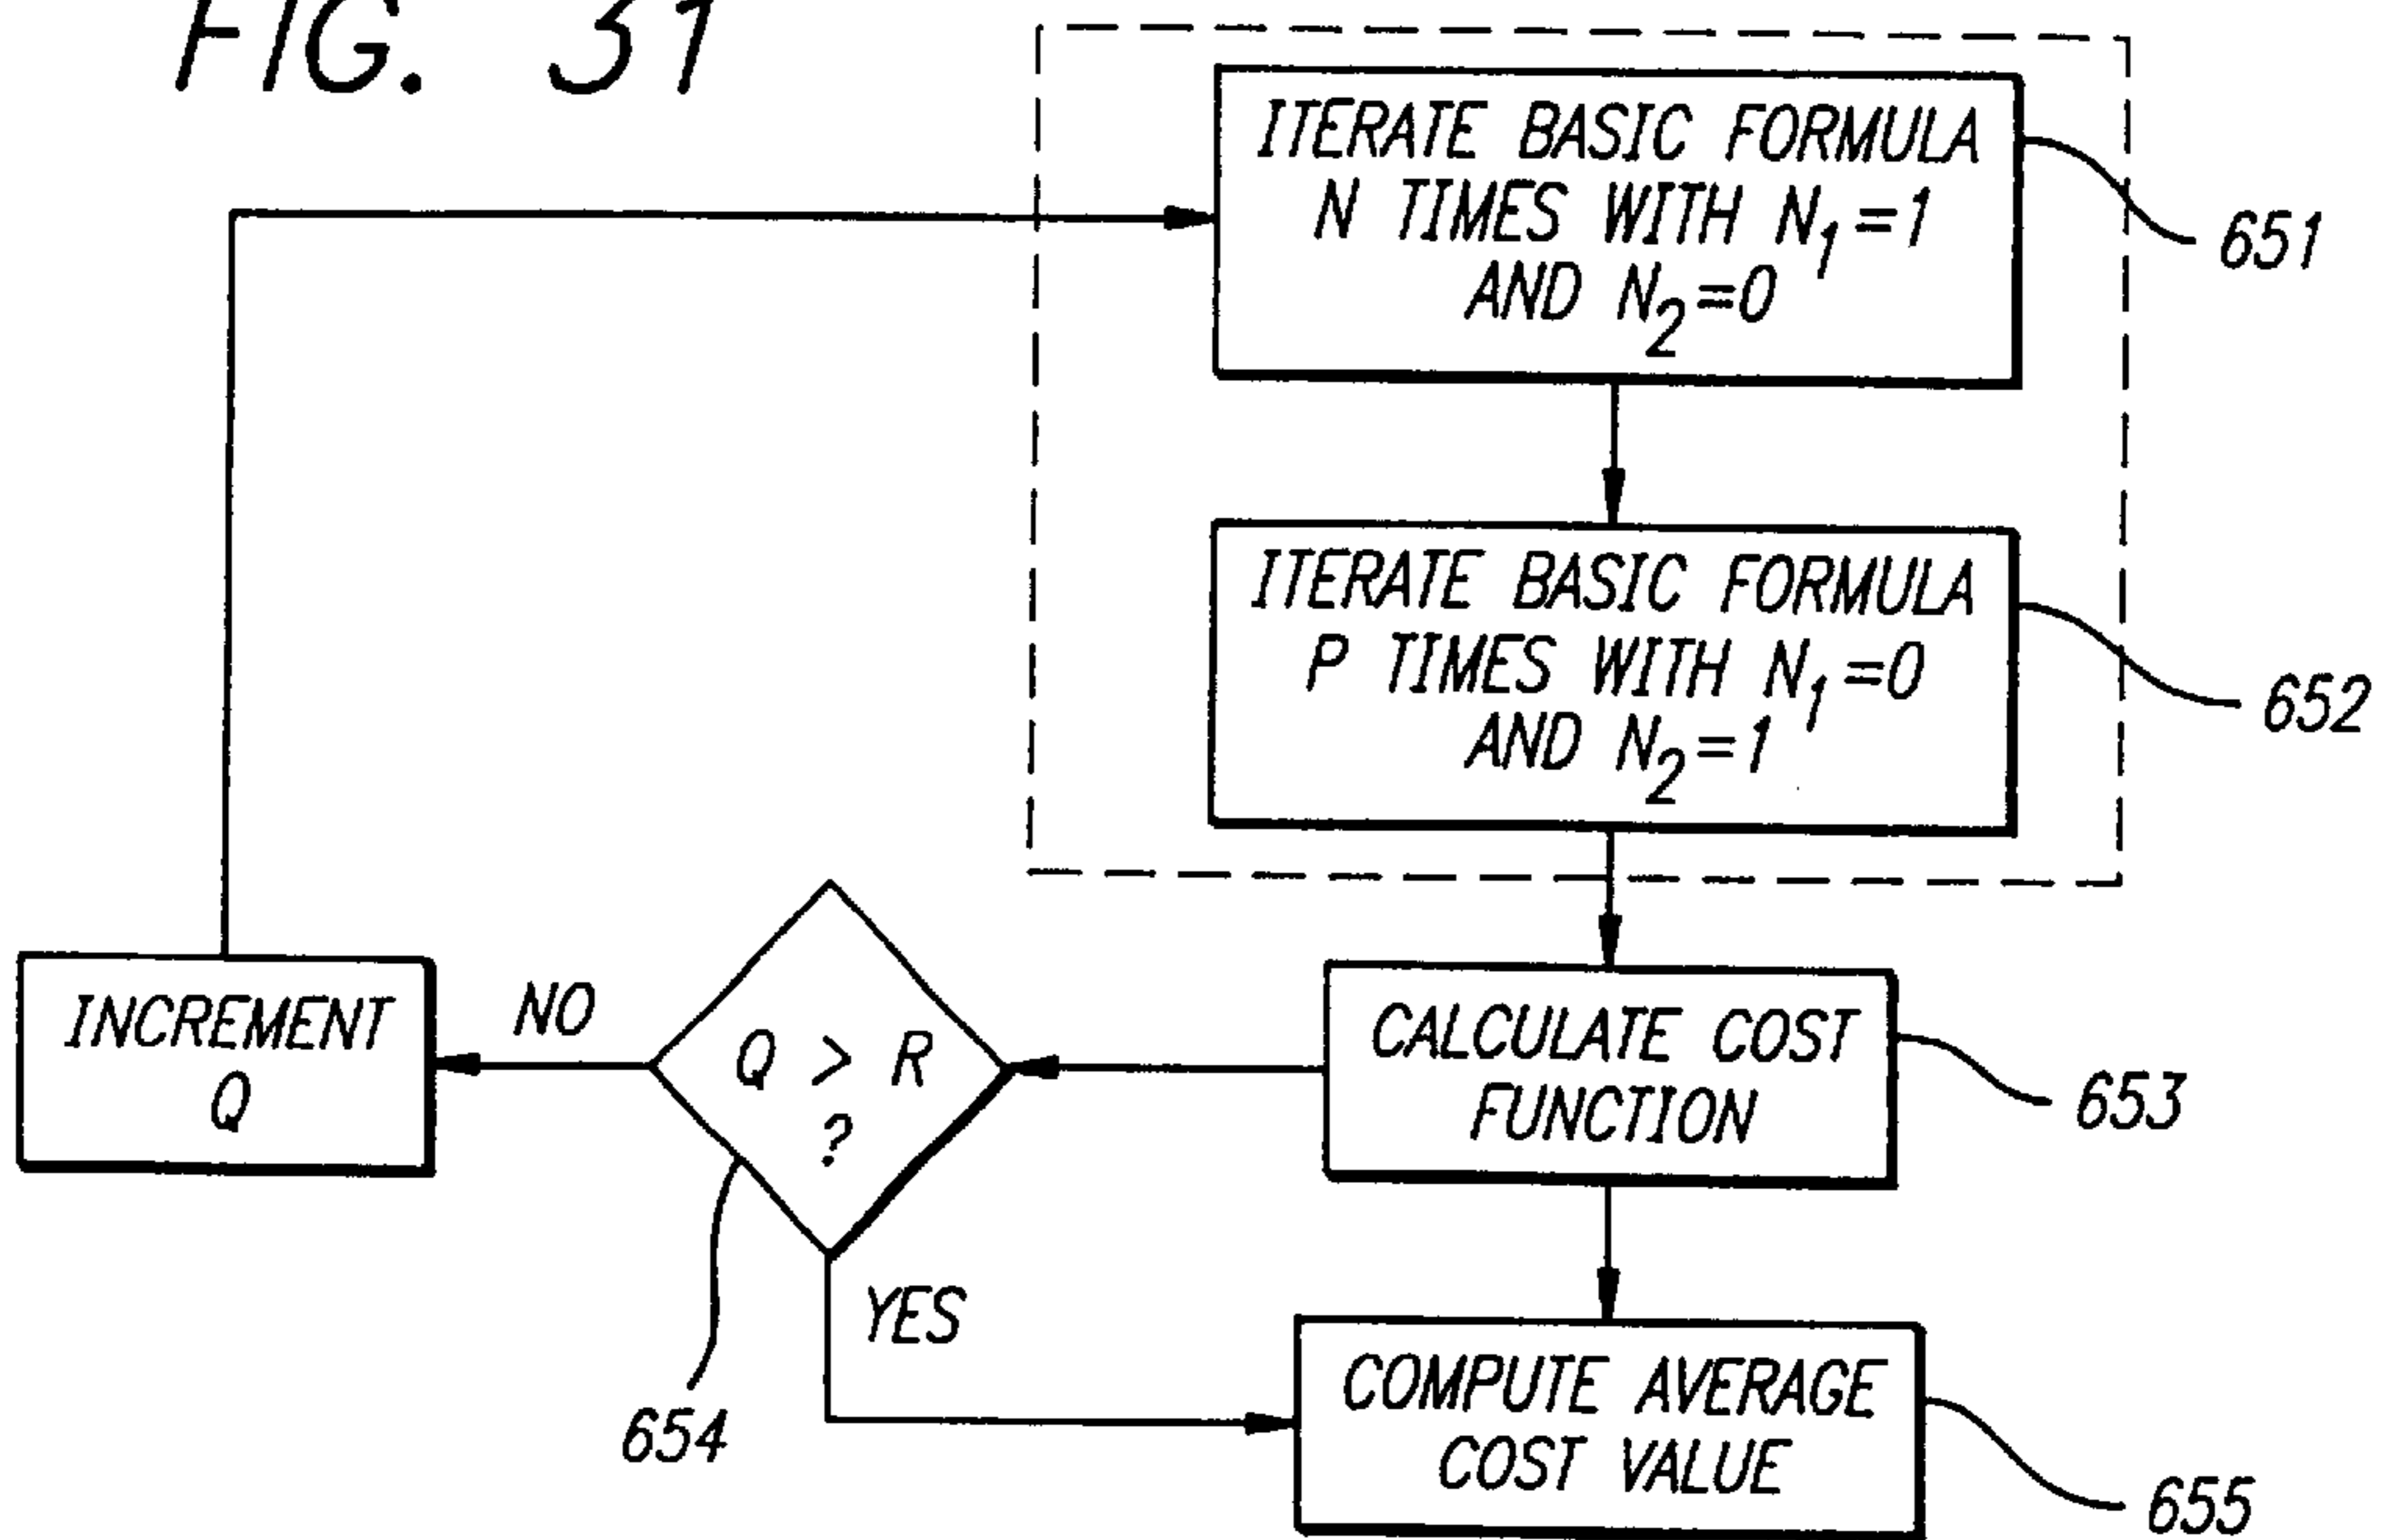 FIG. 31
ITERATE BASIC FORMULA
N TIMES WITH N₁=1
AND N₂=0
651
ITERATE BASIC FORMULA
P TIMES WITH N₁=0
AND N₂=1
652
INCREMENT
Q
NO
Q > R
?
CALCULATE COST
FUNCTION
653
YES
654
COMPUTE AVERAGE
COST VALUE
655